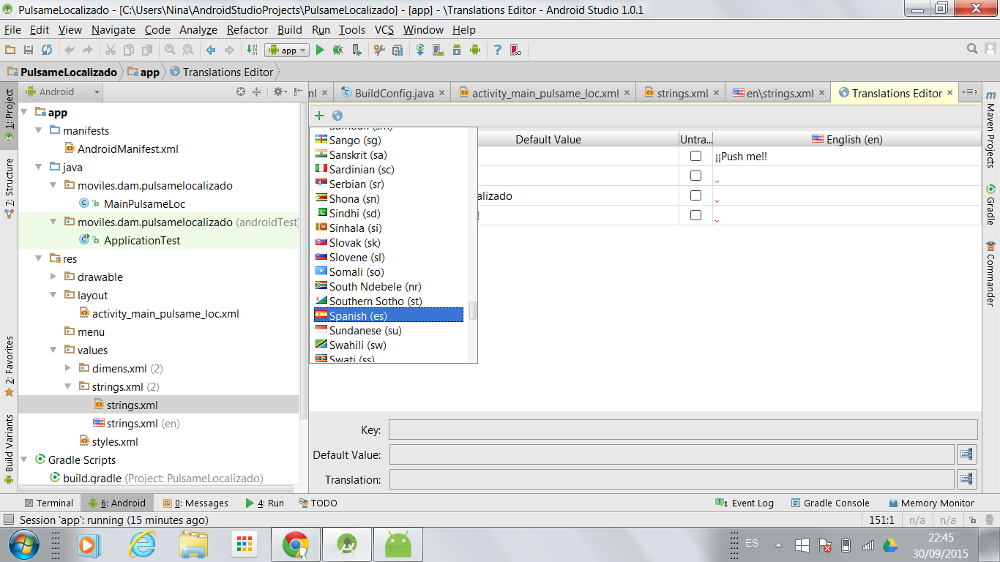 PulsameLocalizado - [C:\Users\Nina\AndroidStudioProjects\PulsameLocalizado] - [app] - \Translations Editor - Android Studio 1.0.1
File Edit View Navigate Code Analyze Refactor Build Run Tools VCS Window Help
app
PulsameLocalizado app Translations Editor
Android
BuildConfig.java activity_main_pulsame_loc.xml strings.xml en\strings.xml Translations Editor
1: Project
7: Structure
2: Favorites
Build Variants
app
manifests
AndroidManifest.xml
java
moviles.dam.pulsamelocalizado
MainPulsameLoc
moviles.dam.pulsamelocalizado (androidTest)
ApplicationTest
res
drawable
layout
activity_main_pulsame_loc.xml
menu
values
dimens.xml (2)
strings.xml (2)
strings.xml
strings.xml (en)
styles.xml
Gradle Scripts
build.gradle (Project: PulsameLocalizado)
Sango (sg)
Sanskrit (sa)
Sardinian (sc)
Serbian (sr)
Shona (sn)
Sindhi (sd)
Sinhala (si)
Slovak (sk)
Slovene (sl)
Somali (so)
South Ndebele (nr)
Southern Sotho (st)
Spanish (es)
Sundanese (su)
Swahili (sw)
Swati (ss)
Default Value Untra... English (en)
¡¡Push me!!
alizado
!
Key:
Default Value:
Translation:
Maven Projects
Gradle
Commander
Terminal 6: Android 0: Messages 4: Run TODO Event Log Gradle Console Memory Monitor
Session 'app': running (15 minutes ago) 151:1 n/a n/a
ES
22:45
30/09/2015